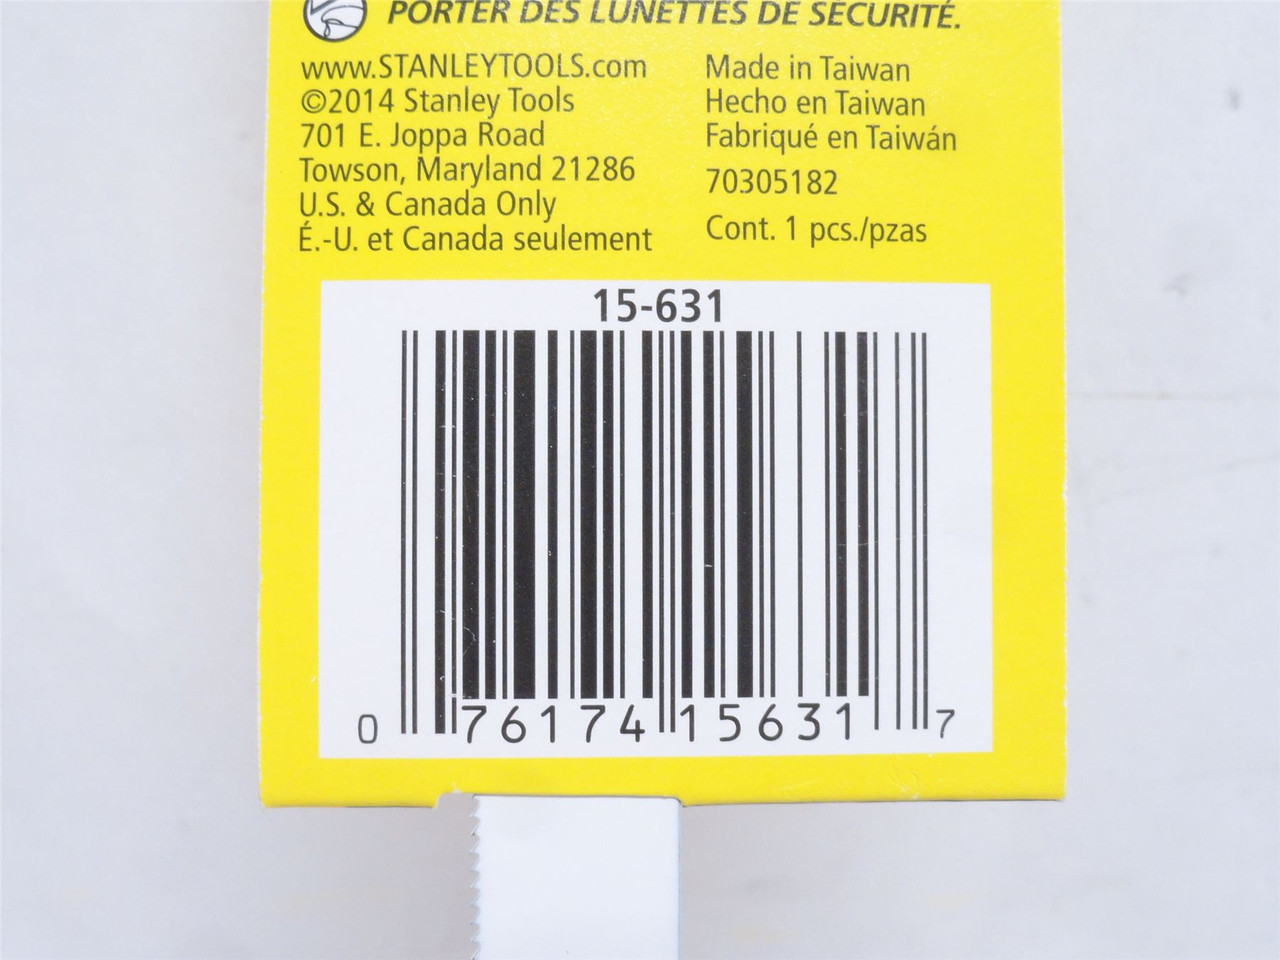 PORTER DES LUNETTES DE SÉCURITÉ.
www.STANLEYTOOLS.com
©2014 Stanley Tools
701 E. Joppa Road
Towson, Maryland 21286
U.S. & Canada Only
É.-U. et Canada seulement
Made in Taiwan
Hecho en Taiwan
Fabriqué en Taiwán
70305182
Cont. 1 pcs./pzas
15-631
0 76174 15631 7